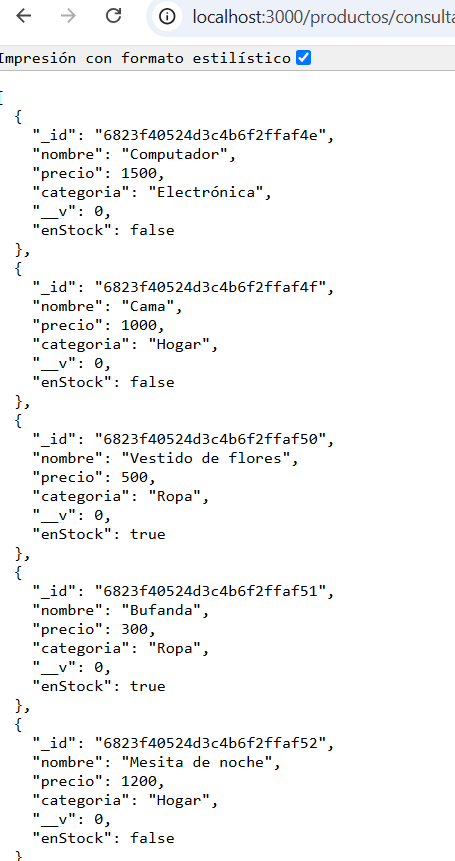 localhost:3000/productos/consulta
Impresión con formato estilístico
[
  {
    "_id": "6823f40524d3c4b6f2ffaf4e",
    "nombre": "Computador",
    "precio": 1500,
    "categoria": "Electrónica",
    "__v": 0,
    "enStock": false
  },
  {
    "_id": "6823f40524d3c4b6f2ffaf4f",
    "nombre": "Cama",
    "precio": 1000,
    "categoria": "Hogar",
    "__v": 0,
    "enStock": false
  },
  {
    "_id": "6823f40524d3c4b6f2ffaf50",
    "nombre": "Vestido de flores",
    "precio": 500,
    "categoria": "Ropa",
    "__v": 0,
    "enStock": true
  },
  {
    "_id": "6823f40524d3c4b6f2ffaf51",
    "nombre": "Bufanda",
    "precio": 300,
    "categoria": "Ropa",
    "__v": 0,
    "enStock": true
  },
  {
    "_id": "6823f40524d3c4b6f2ffaf52",
    "nombre": "Mesita de noche",
    "precio": 1200,
    "categoria": "Hogar",
    "__v": 0,
    "enStock": false
  }